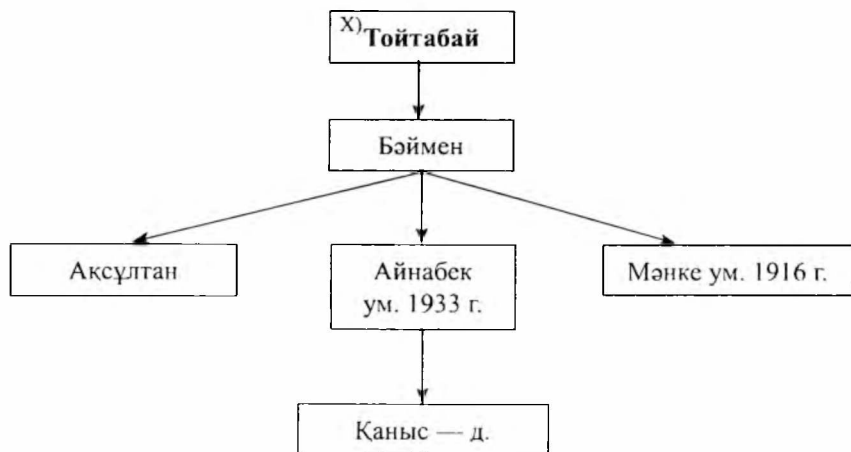 X) Тойтабай
Бәймен
Ақсұлтан
Айнабек
ум. 1933 г.
Мәнке ум. 1916 г.
Қаныс — д.